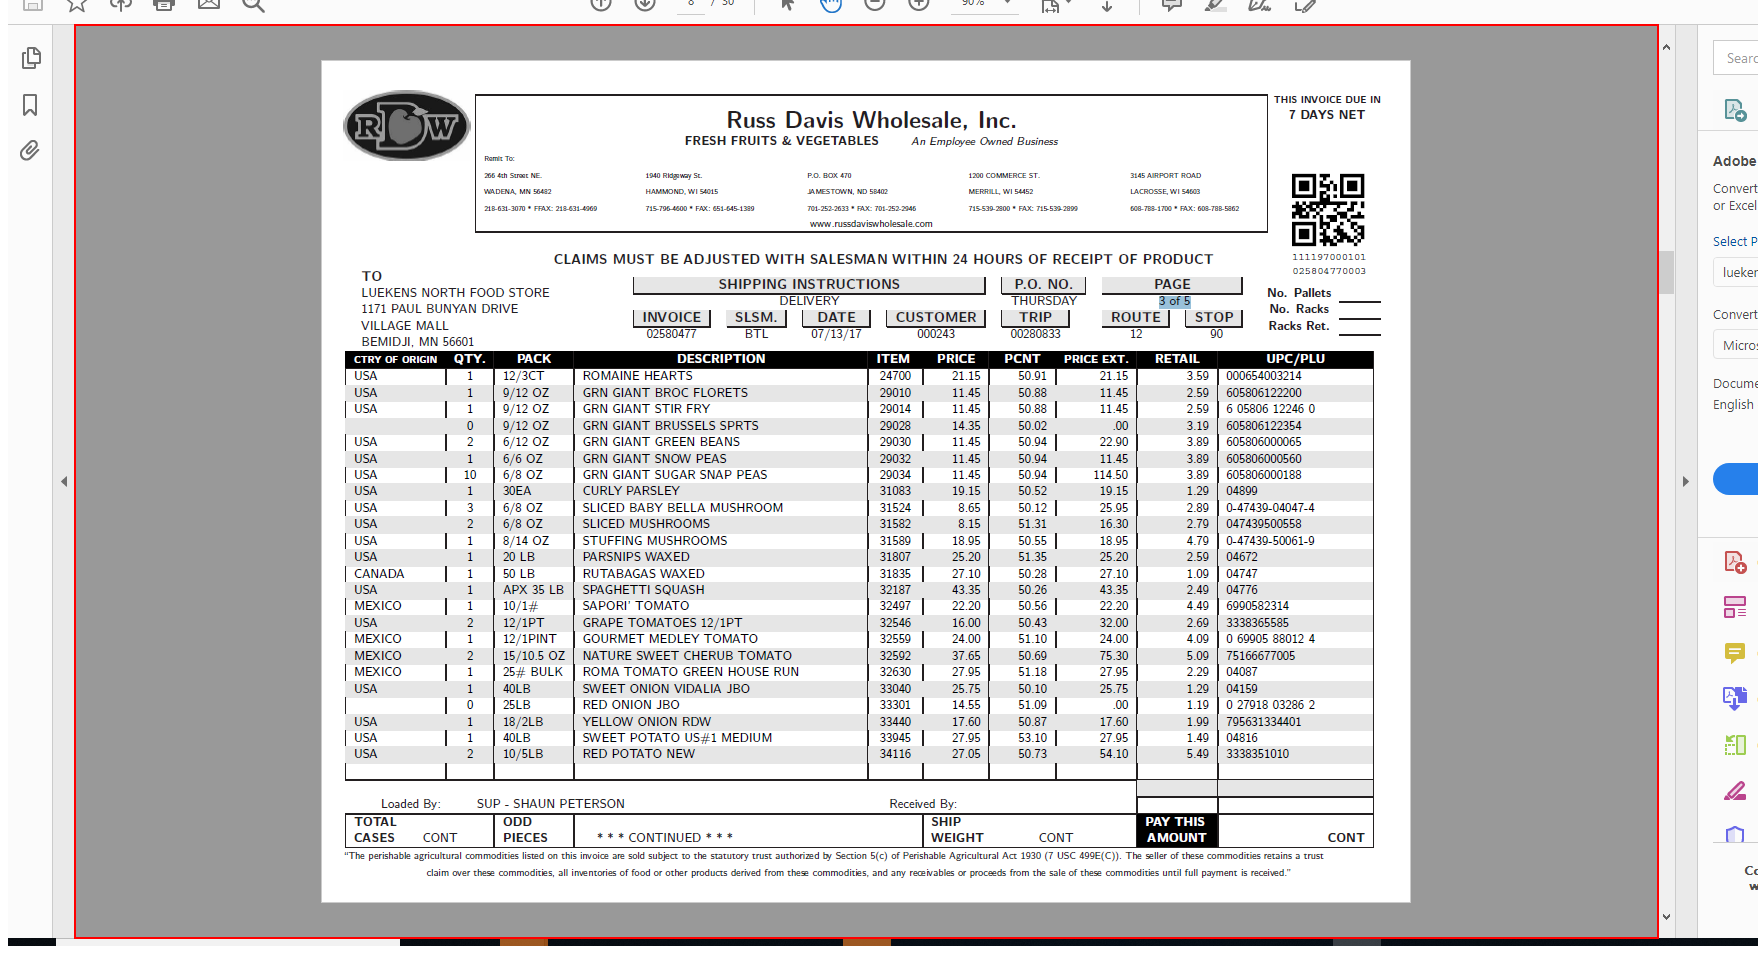 8 / 30
90%
RDW
Russ Davis Wholesale, Inc.
FRESH FRUITS & VEGETABLES An Employee Owned Business
Remit To:
266 4th Street NE. 1940 Ridgeway St. P.O. BOX 470 1200 COMMERCE ST. 3145 AIRPORT ROAD
WADENA, MN 56482 HAMMOND, WI 54015 JAMESTOWN, ND 58402 MERRILL, WI 54452 LACROSSE, WI 54603
218-631-3070 * FFAX: 218-631-4969 715-796-4600 * FAX: 651-645-1389 701-252-2633 * FAX: 701-252-2946 715-539-2800 * FAX: 715-539-2899 608-788-1700 * FAX: 608-788-5862
www.russdaviswholesale.com
THIS INVOICE DUE IN
7 DAYS NET
111197000101
025804770003
CLAIMS MUST BE ADJUSTED WITH SALESMAN WITHIN 24 HOURS OF RECEIPT OF PRODUCT
TO
LUEKENS NORTH FOOD STORE
1171 PAUL BUNYAN DRIVE
VILLAGE MALL
BEMIDJI, MN 56601
SHIPPING INSTRUCTIONS P.O. NO. PAGE
DELIVERY THURSDAY 3 of 5
INVOICE SLSM. DATE CUSTOMER TRIP ROUTE STOP
02580477 BTL 07/13/17 000243 00280833 12 90
No. Pallets
No. Racks
Racks Ret.
CTRY OF ORIGIN QTY. PACK DESCRIPTION ITEM PRICE PCNT PRICE EXT. RETAIL UPC/PLU
USA 1 12/3CT ROMAINE HEARTS 24700 21.15 50.91 21.15 3.59 000654003214
USA 1 9/12 OZ GRN GIANT BROC FLORETS 29010 11.45 50.88 11.45 2.59 605806122200
USA 1 9/12 OZ GRN GIANT STIR FRY 29014 11.45 50.88 11.45 2.59 6 05806 12246 0
0 9/12 OZ GRN GIANT BRUSSELS SPRTS 29028 14.35 50.02 .00 3.19 605806122354
USA 2 6/12 OZ GRN GIANT GREEN BEANS 29030 11.45 50.94 22.90 3.89 605806000065
USA 1 6/6 OZ GRN GIANT SNOW PEAS 29032 11.45 50.94 11.45 3.89 605806000560
USA 10 6/8 OZ GRN GIANT SUGAR SNAP PEAS 29034 11.45 50.94 114.50 3.89 605806000188
USA 1 30EA CURLY PARSLEY 31083 19.15 50.52 19.15 1.29 04899
USA 3 6/8 OZ SLICED BABY BELLA MUSHROOM 31524 8.65 50.12 25.95 2.89 0-47439-04047-4
USA 2 6/8 OZ SLICED MUSHROOMS 31582 8.15 51.31 16.30 2.79 047439500558
USA 1 8/14 OZ STUFFING MUSHROOMS 31589 18.95 50.55 18.95 4.79 0-47439-50061-9
USA 1 20 LB PARSNIPS WAXED 31807 25.20 51.35 25.20 2.59 04672
CANADA 1 50 LB RUTABAGAS WAXED 31835 27.10 50.28 27.10 1.09 04747
USA 1 APX 35 LB SPAGHETTI SQUASH 32187 43.35 50.26 43.35 2.49 04776
MEXICO 1 10/1# SAPORI' TOMATO 32497 22.20 50.56 22.20 4.49 6990582314
USA 2 12/1PT GRAPE TOMATOES 12/1PT 32546 16.00 50.43 32.00 2.69 3338365585
MEXICO 1 12/1PINT GOURMET MEDLEY TOMATO 32559 24.00 51.10 24.00 4.09 0 69905 88012 4
MEXICO 2 15/10.5 OZ NATURE SWEET CHERUB TOMATO 32592 37.65 50.69 75.30 5.09 75166677005
MEXICO 1 25# BULK ROMA TOMATO GREEN HOUSE RUN 32630 27.95 51.18 27.95 2.29 04087
USA 1 40LB SWEET ONION VIDALIA JBO 33040 25.75 50.10 25.75 1.29 04159
0 25LB RED ONION JBO 33301 14.55 51.09 .00 1.19 0 27918 03286 2
USA 1 18/2LB YELLOW ONION RDW 33440 17.60 50.87 17.60 1.99 795631334401
USA 1 40LB SWEET POTATO US#1 MEDIUM 33945 27.95 53.10 27.95 1.49 04816
USA 2 10/5LB RED POTATO NEW 34116 27.05 50.73 54.10 5.49 3338351010
Loaded By: SUP - SHAUN PETERSON Received By:
TOTAL CASES CONT ODD PIECES * * * CONTINUED * * * SHIP WEIGHT CONT PAY THIS AMOUNT CONT
"The perishable agricultural commodities listed on this invoice are sold subject to the statutory trust authorized by Section 5(c) of Perishable Agricultural Act 1930 (7 USC 499E(C)). The seller of these commodities retains a trust
claim over these commodities, all inventories of food or other products derived from these commodities, and any receivables or proceeds from the sale of these commodities until full payment is received."
Searc
Adobe
Convert
or Excel
Select P
lueken
Convert
Micros
Docume
English